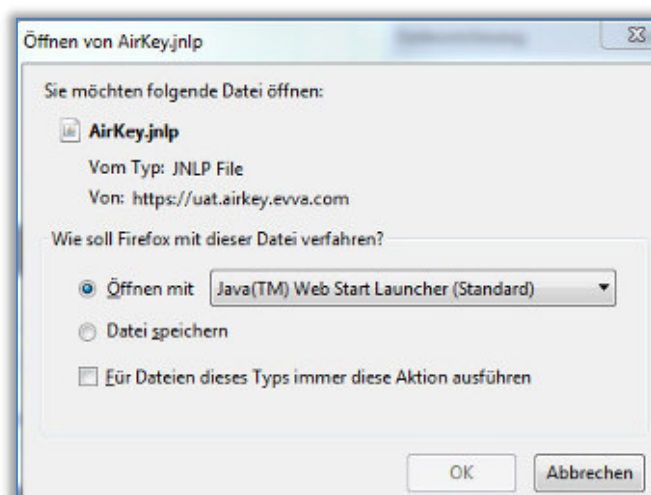 Öffnen von AirKey.jnlp
Sie möchten folgende Datei öffnen:
AirKey.jnlp
Vom Typ: JNLP File
Von: https://uat.airkey.evva.com
Wie soll Firefox mit dieser Datei verfahren?
Öffnen mit Java(TM) Web Start Launcher (Standard)
Datei speichern
Für Dateien dieses Typs immer diese Aktion ausführen
OK Abbrechen